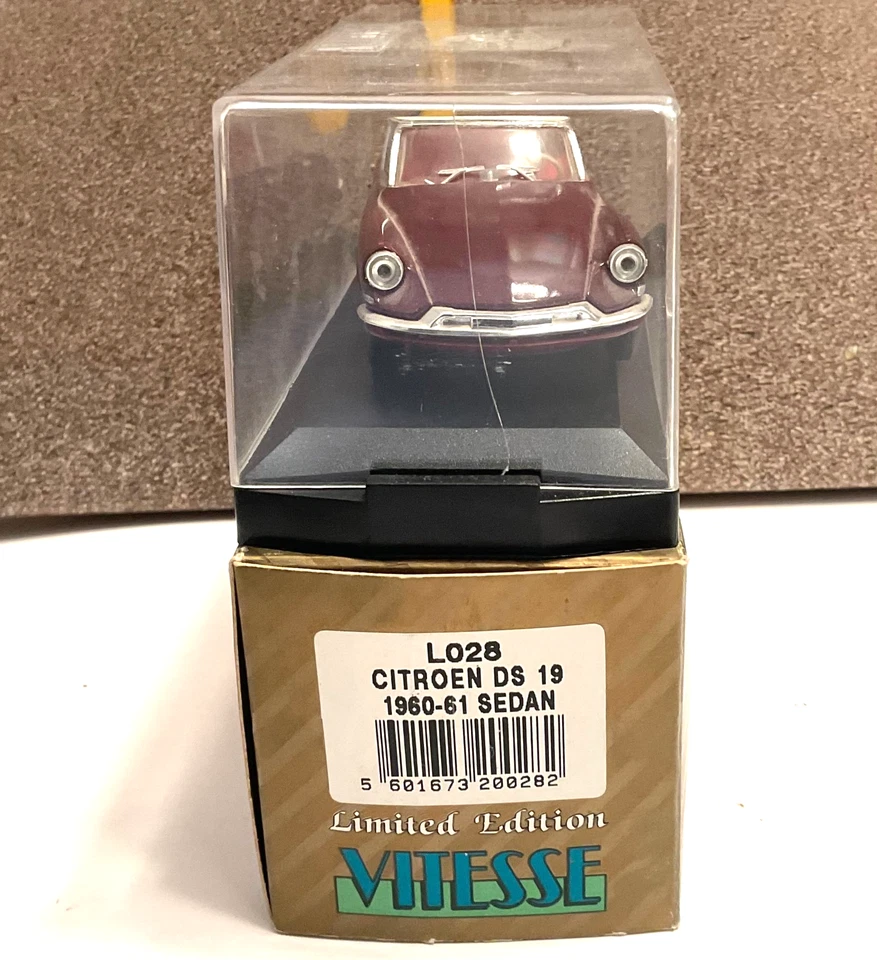 L028
CITROEN DS 19
1960-61 SEDAN
5 601673 200282
Limited Edition
VITESSE